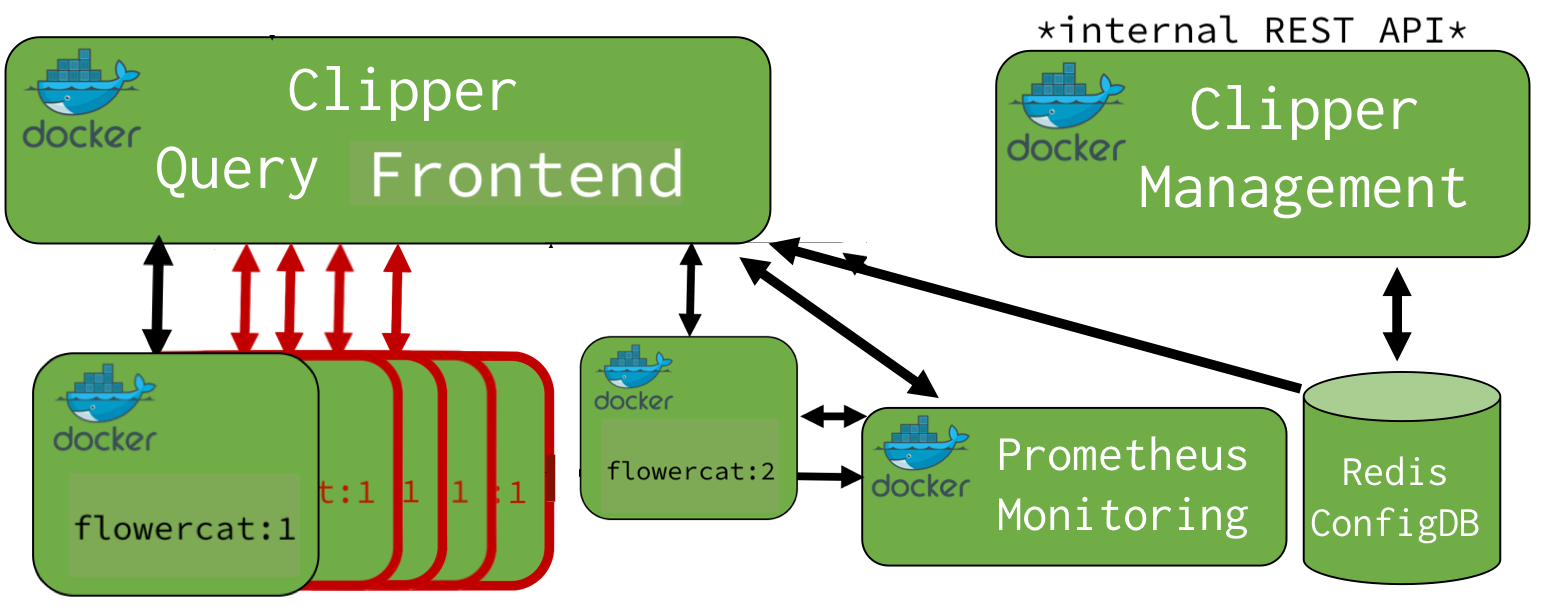 *internal REST API*
docker
Clipper
Query Frontend
docker
Clipper
Management
docker
flowercat:1
t:1
1
1
:1
docker
flowercat:2
docker
Prometheus
Monitoring
Redis
ConfigDB